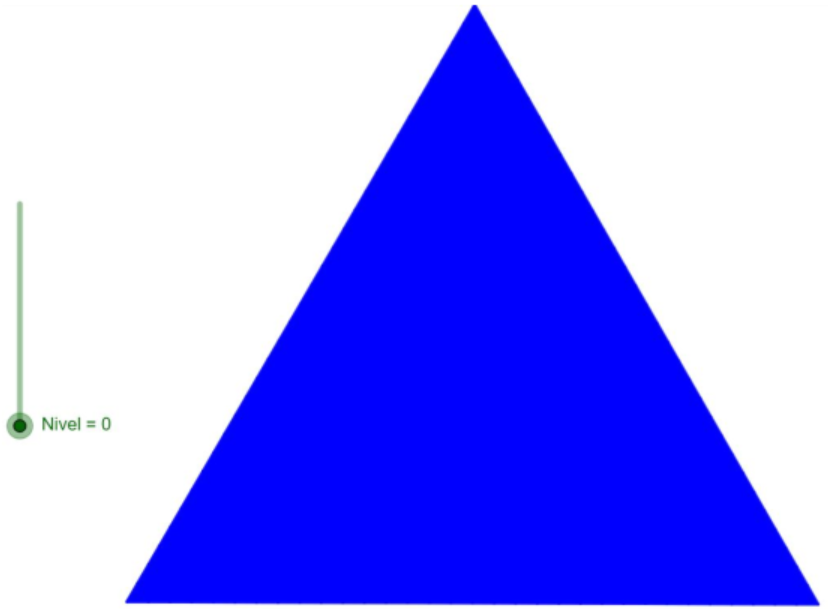 Nivel = 0